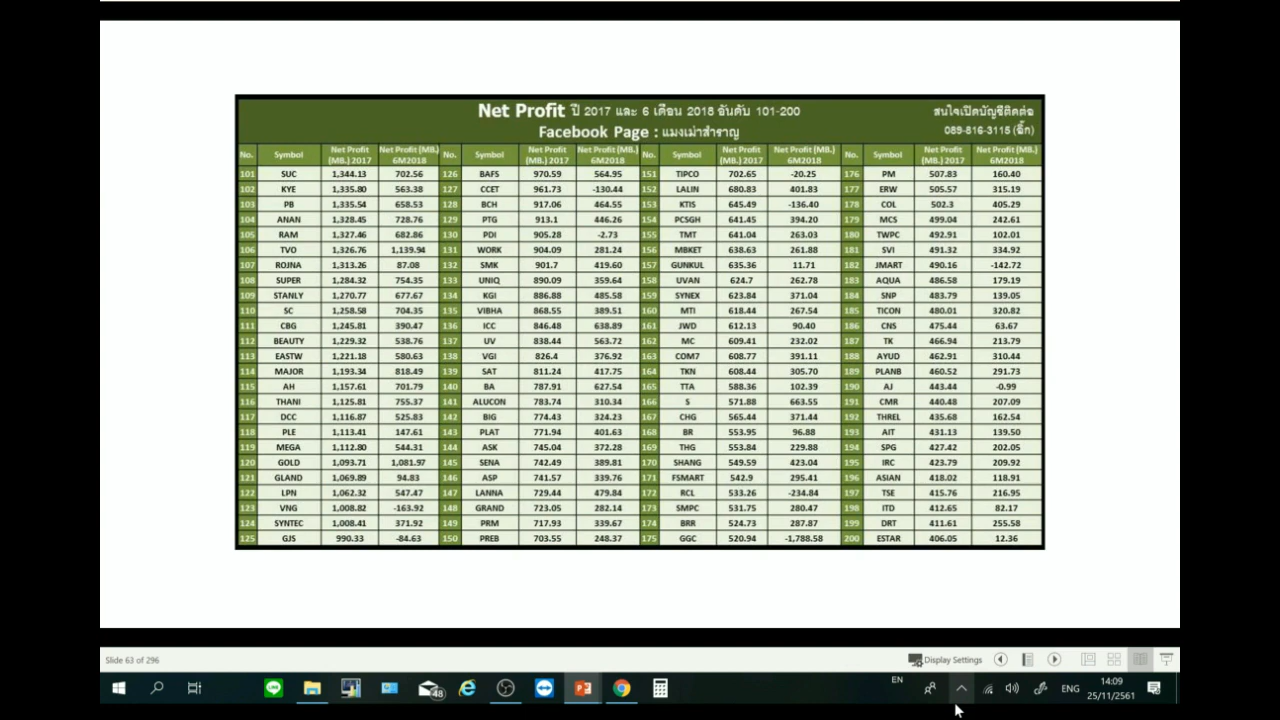 Net Profit ปี 2017 และ 6 เดือน 2018 อันดับ 101-200
สนใจเปิดบัญชีติดต่อ
Facebook Page : แมงเม่าสำราญ
089-816-3115 (อิ๊ก)
No. Symbol Net Profit (MB.) 2017 Net Profit (MB.) 6M2018 No. Symbol Net Profit (MB.) 2017 Net Profit (MB.) 6M2018 No. Symbol Net Profit (MB.) 2017 Net Profit (MB.) 6M2018 No. Symbol Net Profit (MB.) 2017 Net Profit (MB.) 6M2018
101 SUC 1,344.13 702.56 126 BAFS 970.59 564.95 151 TIPCO 702.65 -20.25 176 PM 507.83 160.40
102 KYE 1,335.80 563.38 127 CCET 961.73 -130.44 152 LALIN 680.83 401.83 177 ERW 505.57 315.19
103 PB 1,335.54 658.53 128 BCH 917.06 464.55 153 KTIS 645.49 -136.40 178 COL 502.3 405.29
104 ANAN 1,328.45 728.76 129 PTG 913.1 446.26 154 PCSGH 641.45 394.20 179 MCS 499.04 242.61
105 RAM 1,327.46 682.86 130 PDI 905.28 -2.73 155 TMT 641.04 263.03 180 TWPC 492.91 102.01
106 TVO 1,326.76 1,139.94 131 WORK 904.09 281.24 156 MBKET 638.63 261.88 181 SVI 491.32 334.92
107 ROJNA 1,313.26 87.08 132 SMK 901.7 419.60 157 GUNKUL 635.36 11.71 182 JMART 490.16 -142.72
108 SUPER 1,284.32 754.35 133 UNIQ 890.09 359.64 158 UVAN 624.7 262.78 183 AQUA 486.58 179.19
109 STANLY 1,270.77 677.67 134 KGI 886.88 485.58 159 SYNEX 623.84 371.04 184 SNP 483.79 139.05
110 SC 1,258.58 704.35 135 VIBHA 868.55 389.51 160 MTI 618.44 267.54 185 TICON 480.01 320.82
111 CBG 1,245.81 390.47 136 ICC 846.48 638.89 161 JWD 612.13 90.40 186 CNS 475.44 63.67
112 BEAUTY 1,229.32 538.76 137 UV 838.44 563.72 162 MC 609.41 232.02 187 TK 466.94 213.79
113 EASTW 1,221.18 580.63 138 VGI 826.4 376.92 163 COM7 608.77 391.11 188 AYUD 462.91 310.44
114 MAJOR 1,193.34 818.49 139 SAT 811.24 417.75 164 TKN 608.44 305.70 189 PLANB 460.52 291.73
115 AH 1,157.61 701.79 140 BA 787.91 627.54 165 TTA 588.36 102.39 190 AJ 443.44 -0.99
116 THANI 1,125.81 755.37 141 ALUCON 783.74 310.34 166 S 571.88 663.55 191 CMR 440.48 207.09
117 DCC 1,116.87 525.83 142 BIG 774.43 324.23 167 CHG 565.44 371.44 192 THREL 435.68 162.54
118 PLE 1,113.41 147.61 143 PLAT 771.94 401.63 168 BR 553.95 96.88 193 AIT 431.13 139.50
119 MEGA 1,112.80 544.31 144 ASK 745.04 372.28 169 THG 553.84 229.88 194 SPG 427.42 202.05
120 GOLD 1,093.71 1,081.97 145 SENA 742.49 389.81 170 SHANG 549.59 423.04 195 IRC 423.79 209.92
121 GLAND 1,069.89 94.83 146 ASP 741.57 339.76 171 FSMART 542.9 295.41 196 ASIAN 418.02 118.91
122 LPN 1,062.32 547.47 147 LANNA 729.44 479.84 172 RCL 533.26 -234.84 197 TSE 415.76 216.95
123 VNG 1,008.82 -163.92 148 GRAND 723.05 282.14 173 SMPC 531.75 280.47 198 ITD 412.65 82.17
124 SYNTEC 1,008.41 371.92 149 PRM 717.93 339.67 174 BRR 524.73 287.87 199 DRT 411.61 255.58
125 GJS 990.33 -84.63 150 PREB 703.55 248.37 175 GGC 520.94 -1,788.58 200 ESTAR 406.05 12.36
Slide 63 of 296
Display Settings
48
EN
ENG
14:09
25/11/2561